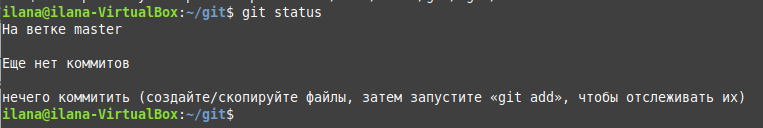 ilana@ilana-VirtualBox:~/git$ git status
На ветке master
Еще нет коммитов
нечего коммитить (создайте/скопируйте файлы, затем запустите «git add», чтобы отслеживать их)
ilana@ilana-VirtualBox:~/git$